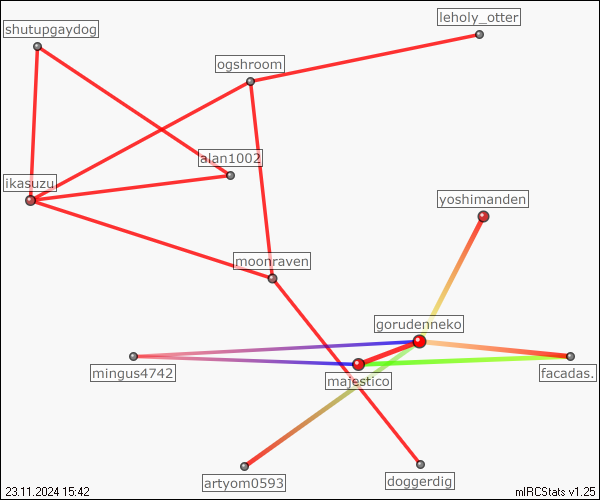 leholy_otter
shutupgaydog
ogshroom
alan1002
ikasuzu
yoshimanden
moonraven
gorudenneko
mingus4742
majestico
facadas.
artyom0593
doggerdig
23.11.2024 15:42
mIRCStats v1.25